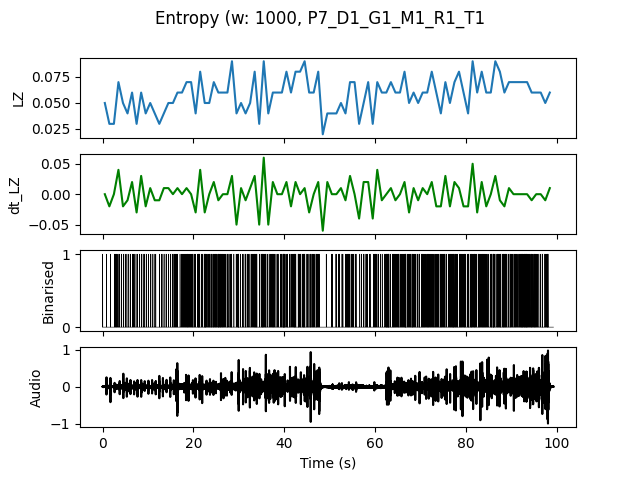 Entropy (w: 1000, P7_D1_G1_M1_R1_T1
0.075
0.050
0.025
LZ
0.05
0.00
−0.05
dt_LZ
1
0
Binarised
1
0
−1
Audio
0 20 40 60 80 100
Time (s)